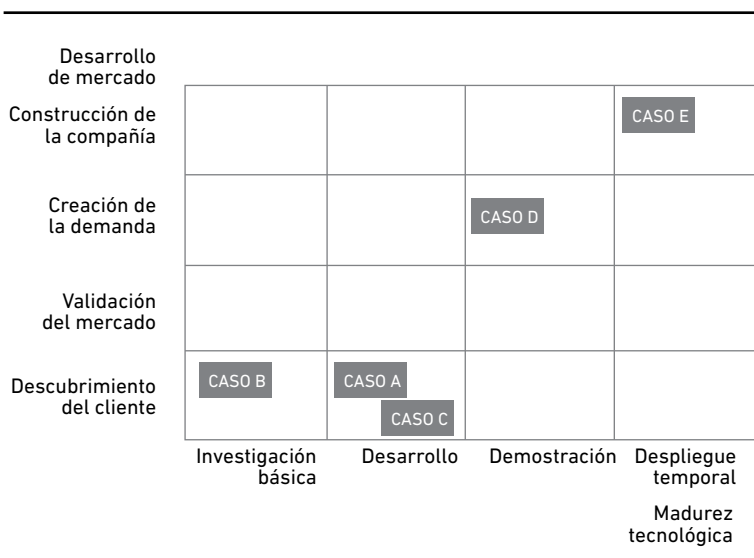 Desarrollo
de mercado
Construcción de
la compañía
CASO E
Creación de
la demanda
CASO D
Validación
del mercado
Descubrimiento
del cliente
CASO B
CASO A
CASO C
Investigación
básica
Desarrollo
Demostración
Despliegue
temporal
Madurez
tecnológica